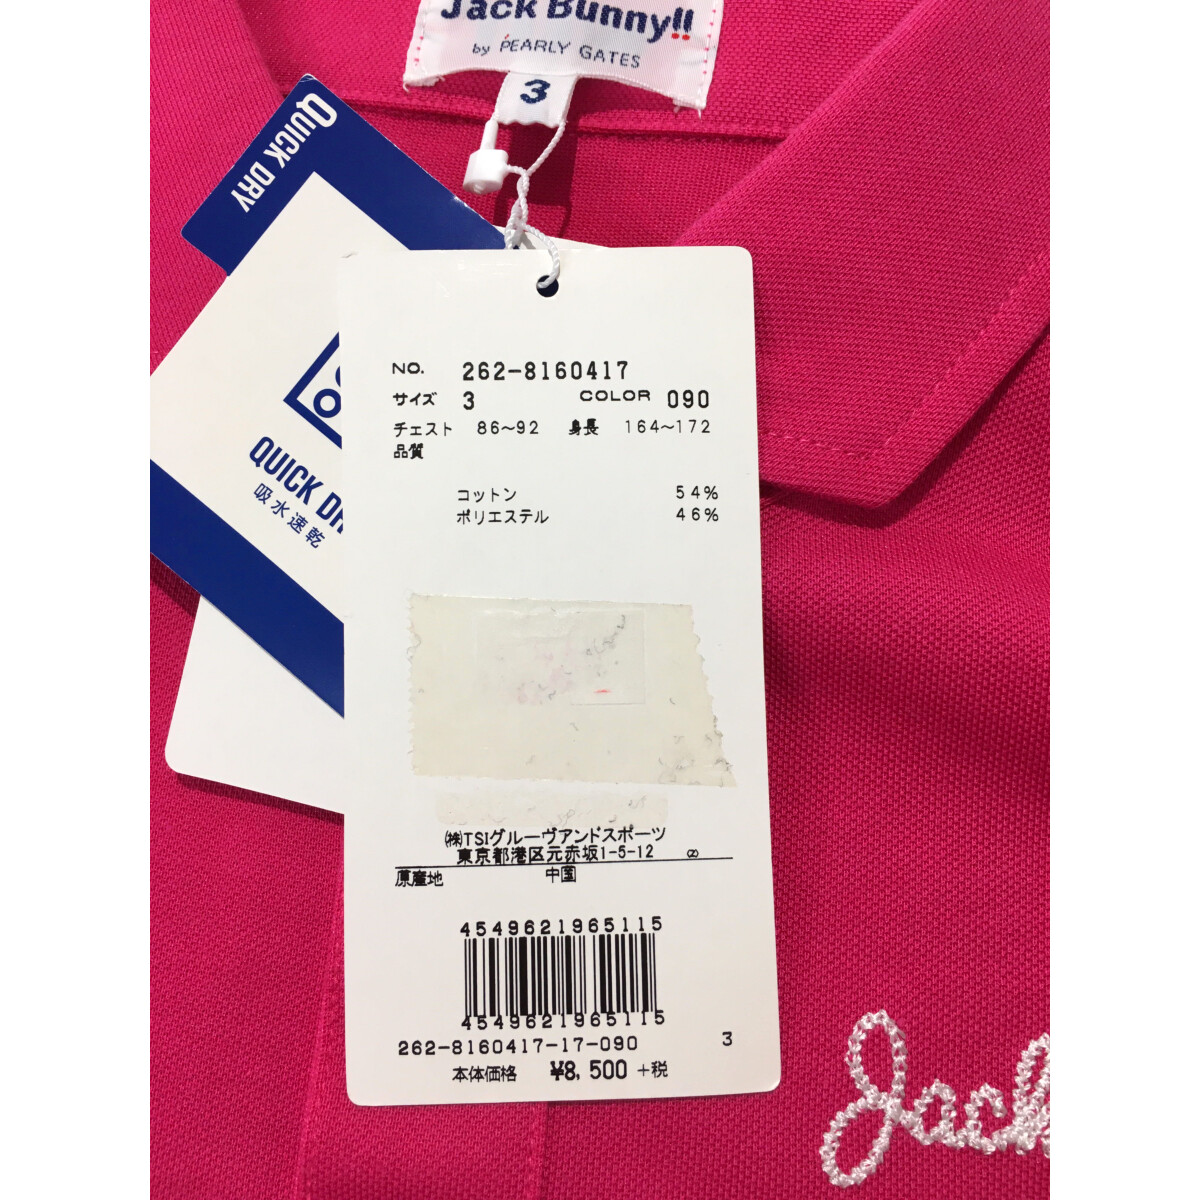 Jack Bunny!!
by PEARLY GATES
3
QUICK DRY
QUICK
吸水速乾
NO. 262-8160417
サイズ 3 COLOR 090
チェスト 86~92 身長 164~172
品質
コットン 54%
ポリエステル 46%
㈱TSIグルーヴアンドスポーツ
東京都港区元赤坂1-5-12
原産地 中国
4549621965115
4549621965115
262-8160417-17-090 3
本体価格 ¥8,500 +税
Jack